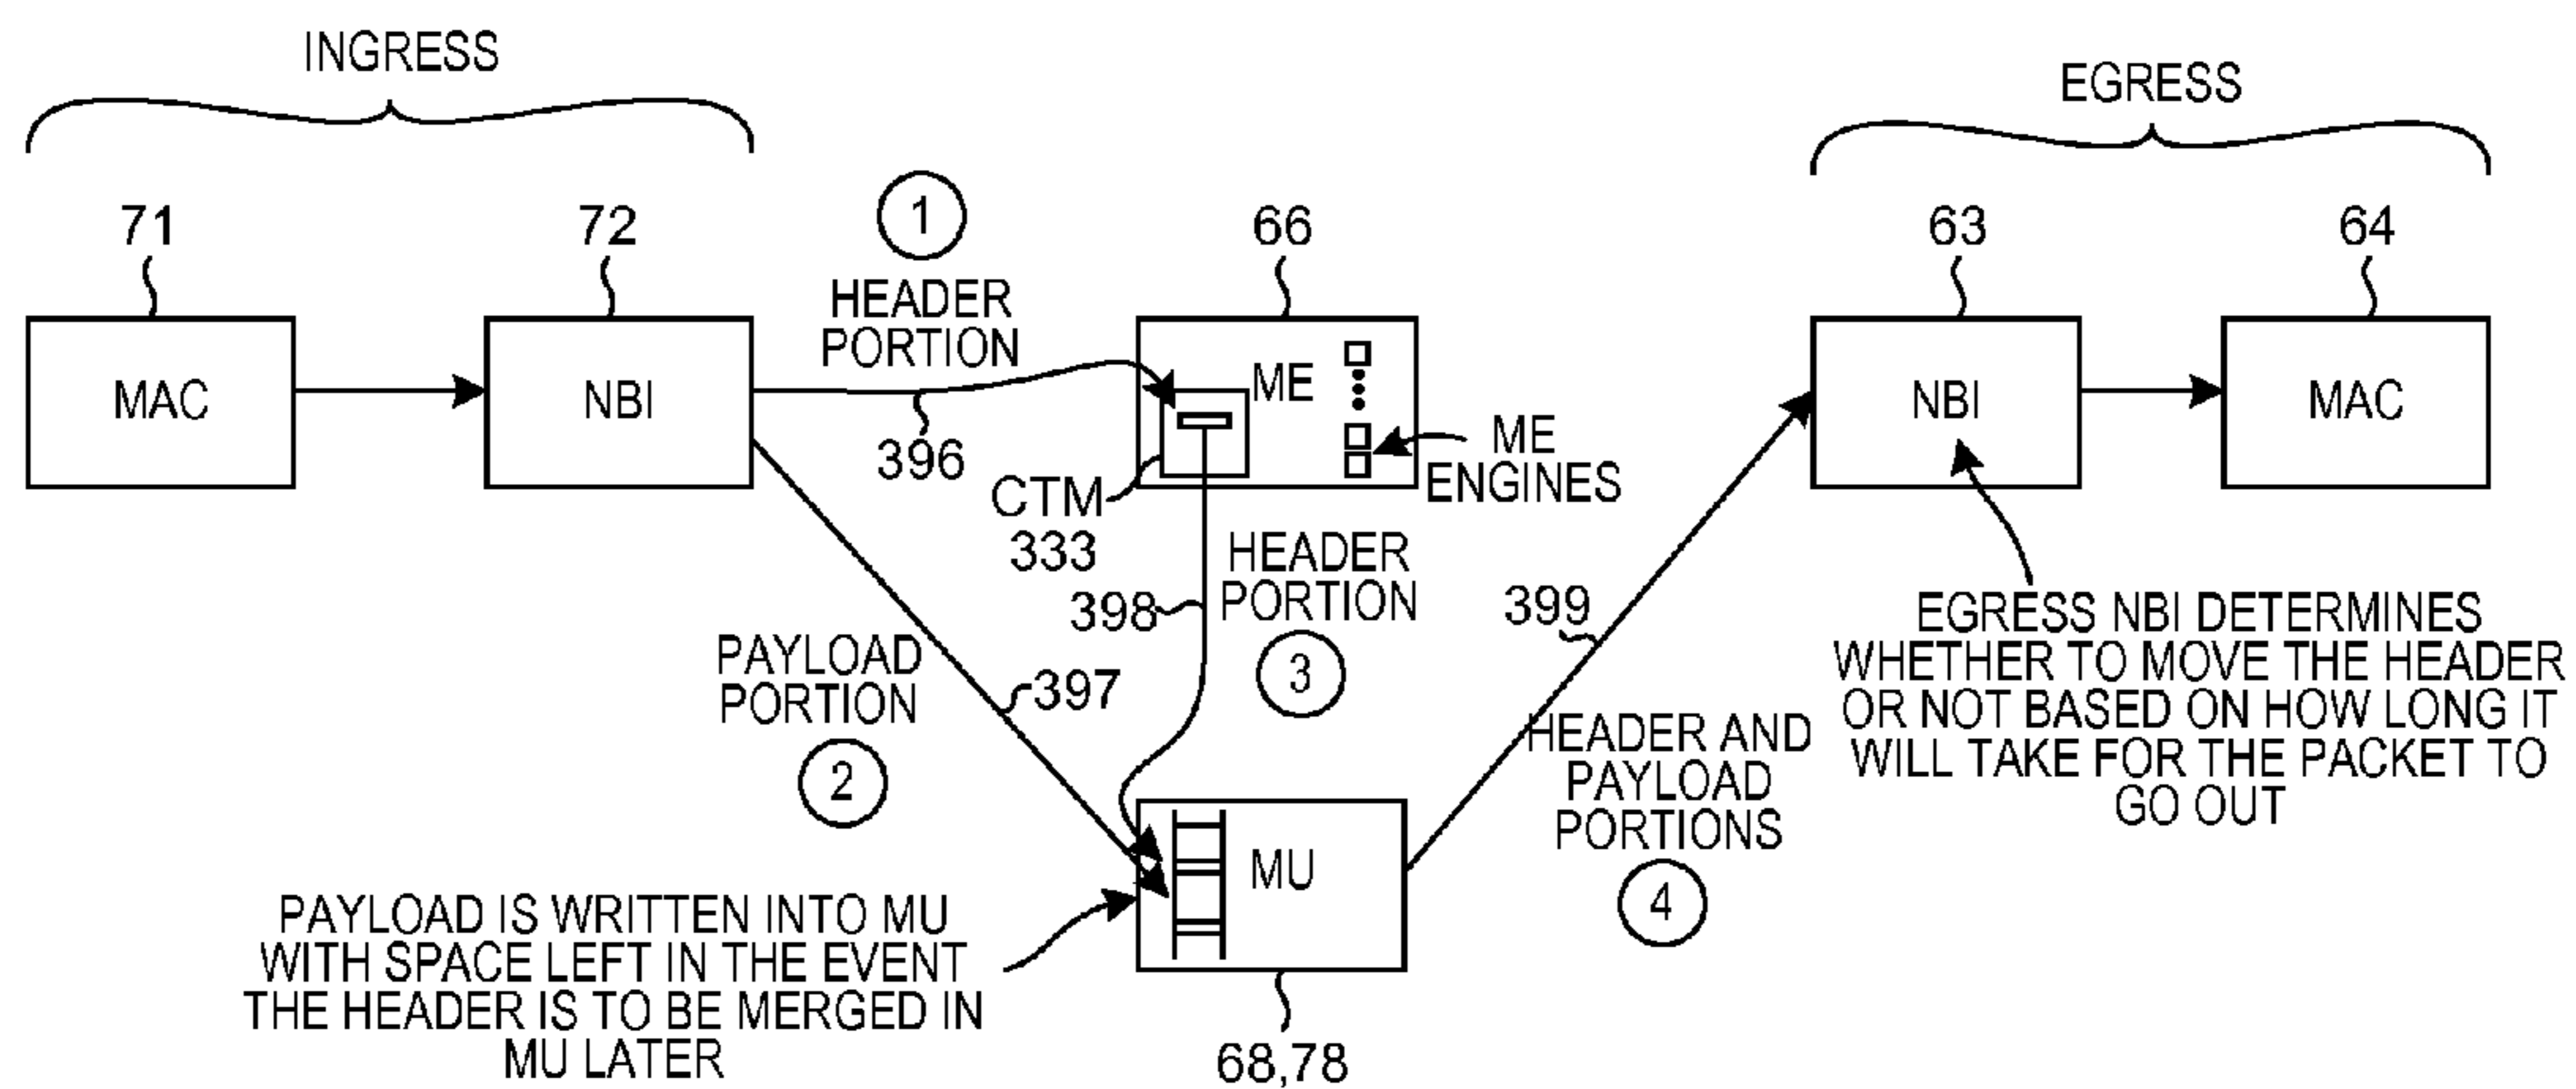 INGRESS
EGRESS
71
72
1
66
63
64
HEADER
PORTION
MAC
NBI
ME
NBI
MAC
396
CTM
333
ME
ENGINES
HEADER
PORTION
398
3
399
PAYLOAD
PORTION
2
397
EGRESS NBI DETERMINES
WHETHER TO MOVE THE HEADER
OR NOT BASED ON HOW LONG IT
WILL TAKE FOR THE PACKET TO
GO OUT
HEADER AND
PAYLOAD
PORTIONS
4
MU
PAYLOAD IS WRITTEN INTO MU
WITH SPACE LEFT IN THE EVENT
THE HEADER IS TO BE MERGED IN
MU LATER
68,78